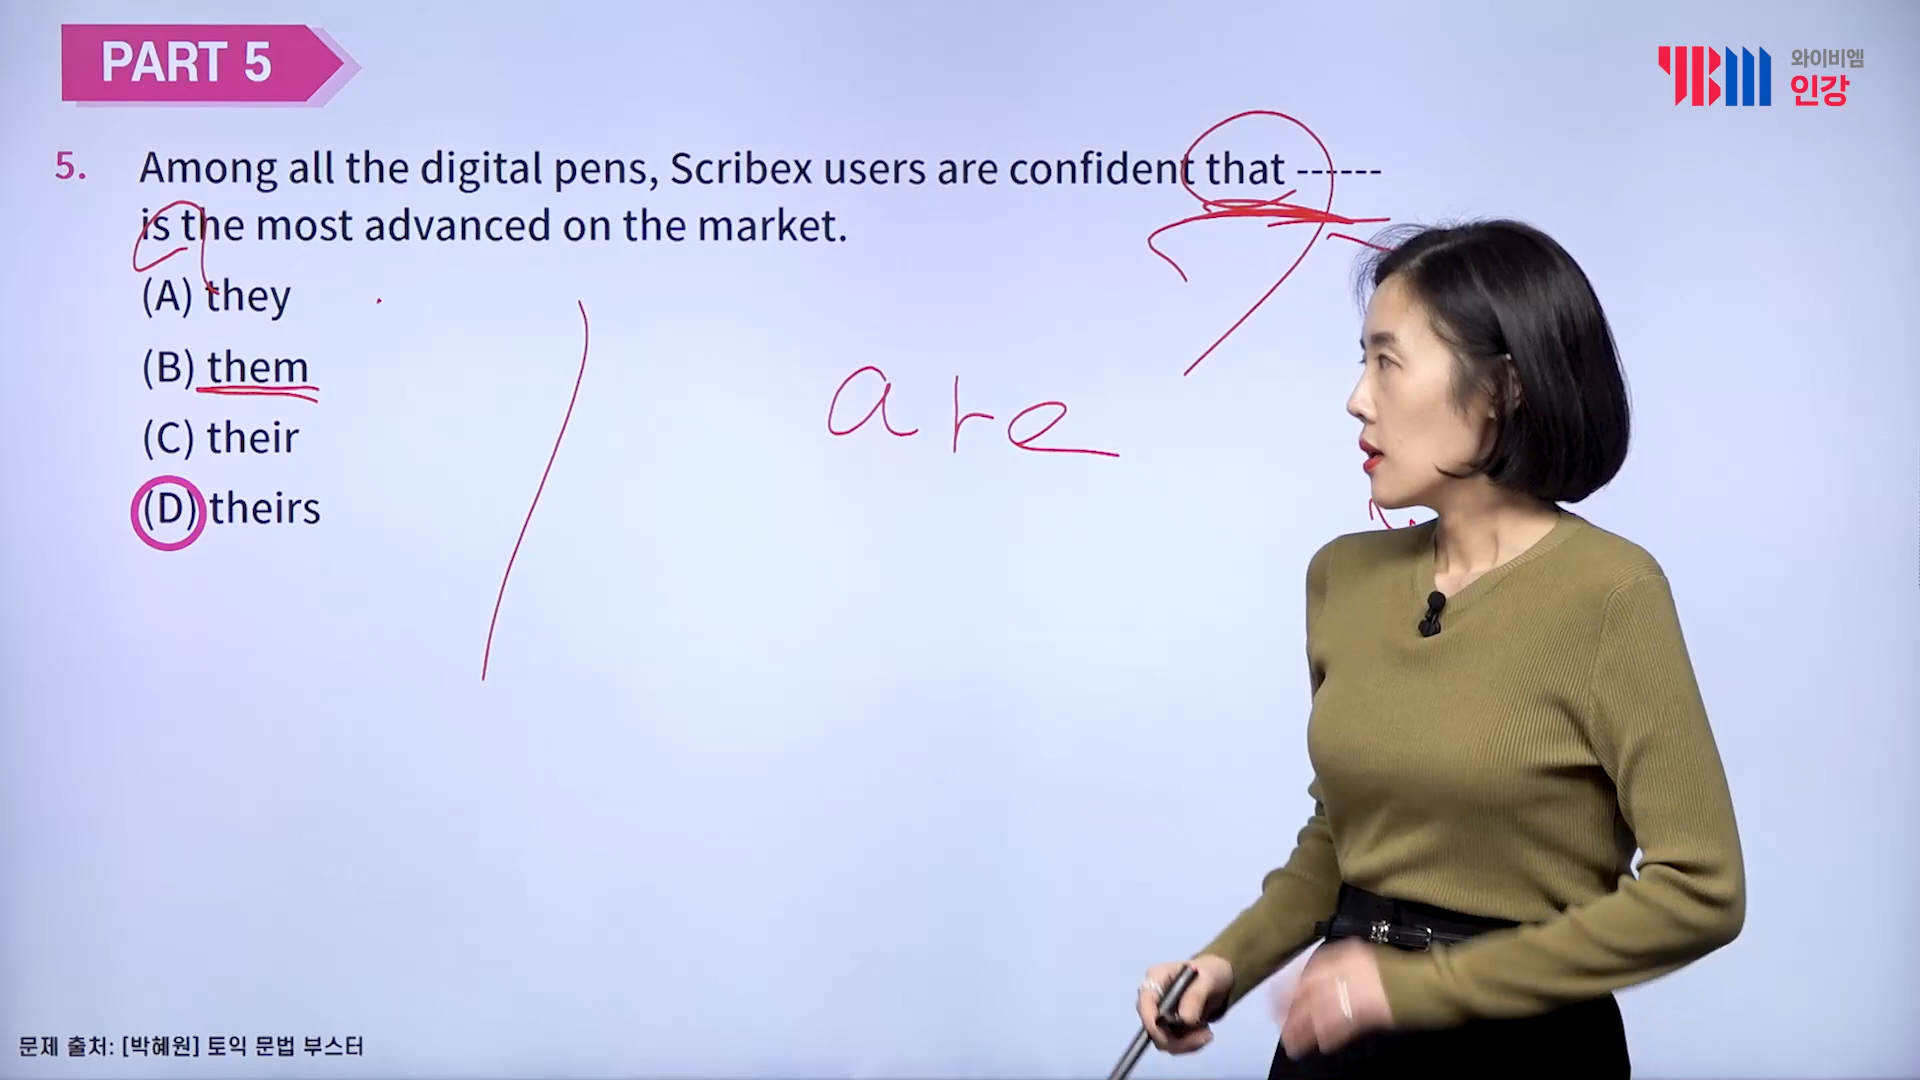 PART 5
YBM 와이비엠
인강
5. Among all the digital pens, Scribex users are confident that ------
is the most advanced on the market.
(A) they
(B) them
are
(C) their
(D) theirs
문제 출처: [박혜원] 토익 문법 부스터